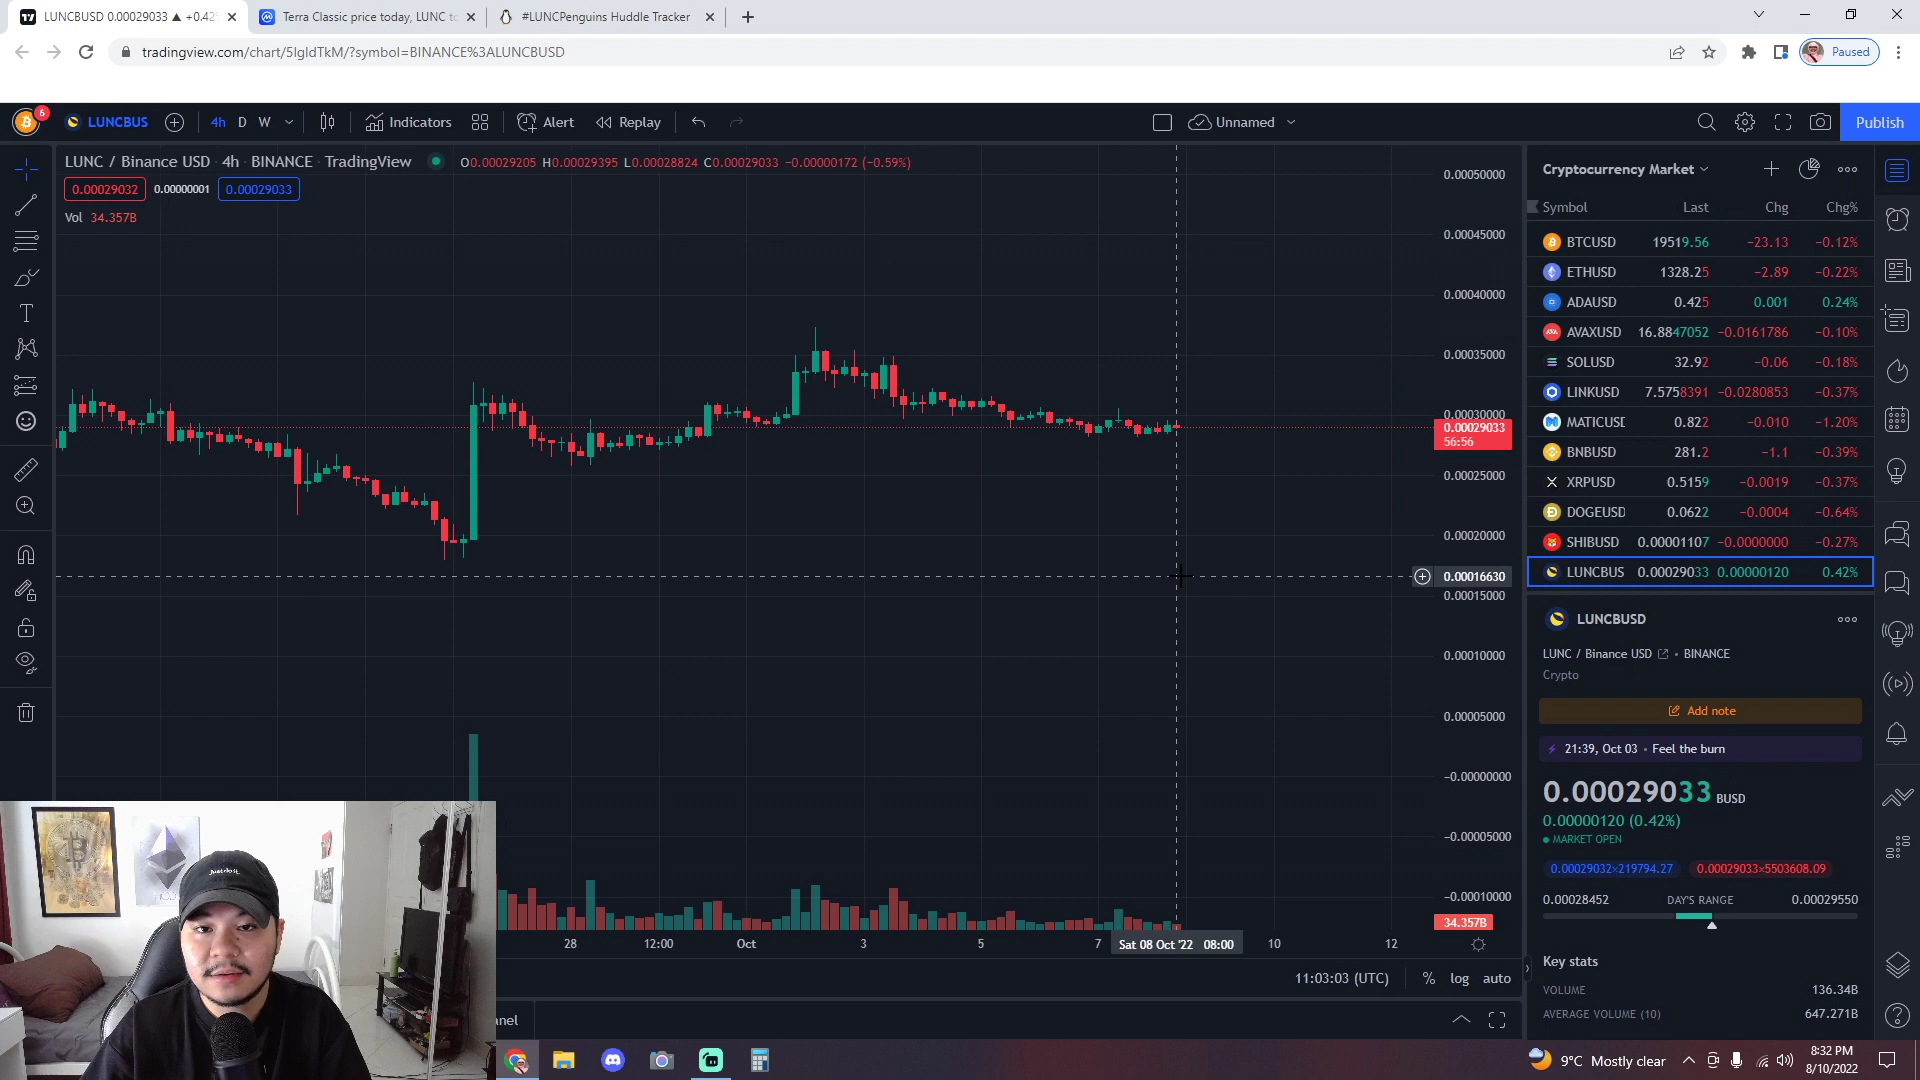 LUNCBUSD 0.00029033 ▲ +0.42
Terra Classic price today, LUNC to
#LUNCPenguins Huddle Tracker
tradingview.com/chart/5IgIdTkM/?symbol=BINANCE%3ALUNCBUSD
Paused
6
LUNCBUS
4h D W
Indicators
Alert
Replay
Unnamed
Publish
LUNC / Binance USD · 4h · BINANCE · TradingView
O0.00029205 H0.00029395 L0.00028824 C0.00029033 −0.00000172 (−0.59%)
0.00029032 0.00000001 0.00029033
Vol 34.357B
0.00050000
0.00045000
0.00040000
0.00035000
0.00030000
0.00029033
56:56
0.00025000
0.00020000
0.00016630
0.00015000
0.00010000
0.00005000
−0.00000000
−0.00005000
−0.00010000
34.357B
28 12:00 Oct 3 5 7 Sat 08 Oct '22 08:00 10 12
11:03:03 (UTC) % log auto
anel
Cryptocurrency Market
Symbol Last Chg Chg%
BTCUSD 19519.56 −23.13 −0.12%
ETHUSD 1328.25 −2.89 −0.22%
ADAUSD 0.425 0.001 0.24%
AVAXUSD 16.8847052 −0.0161786 −0.10%
SOLUSD 32.92 −0.06 −0.18%
LINKUSD 7.5758391 −0.0280853 −0.37%
MATICUSD 0.822 −0.010 −1.20%
BNBUSD 281.2 −1.1 −0.39%
XRPUSD 0.5159 −0.0019 −0.37%
DOGEUSD 0.0622 −0.0004 −0.64%
SHIBUSD 0.00001107 −0.0000000 −0.27%
LUNCBUS 0.00029033 0.00000120 0.42%
LUNCBUSD
LUNC / Binance USD • BINANCE
Crypto
Add note
21:39, Oct 03 • Feel the burn
0.00029033 BUSD
0.00000120 (0.42%)
MARKET OPEN
0.00029032×219794.27 0.00029033×5503608.09
0.00028452 DAY'S RANGE 0.00029550
Key stats
VOLUME 136.34B
AVERAGE VOLUME (10) 647.271B
9°C Mostly clear
8:32 PM
8/10/2022